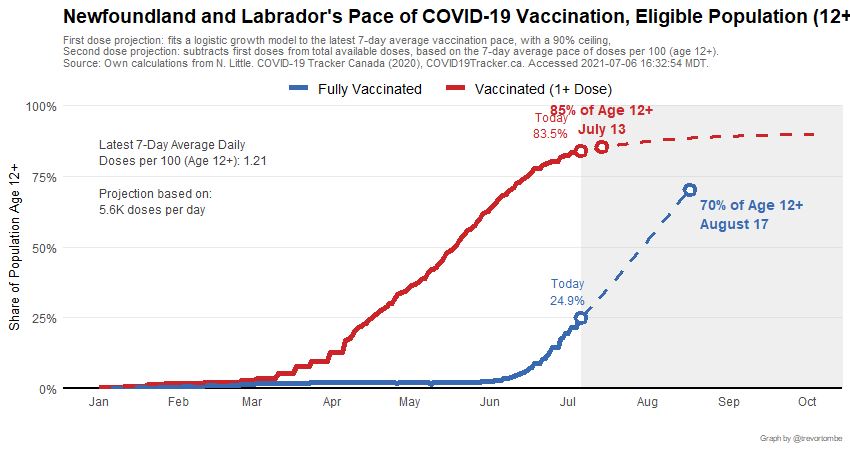 Newfoundland and Labrador's Pace of COVID-19 Vaccination, Eligible Population (12+
First dose projection: fits a logistic growth model to the latest 7-day average vaccination pace, with a 90% ceiling,
Second dose projection: subtracts first doses from total available doses, based on the 7-day average pace of doses per 100 (age 12+).
Source: Own calculations from N. Little. COVID-19 Tracker Canada (2020), COVID19Tracker.ca. Accessed 2021-07-06 16:32:54 MDT.
Fully Vaccinated
Vaccinated (1+ Dose)
100%
75%
50%
25%
0%
Share of Population Age 12+
Latest 7-Day Average Daily
Doses per 100 (Age 12+): 1.21
Projection based on:
5.6K doses per day
Today
83.5%
85% of Age 12+
July 13
70% of Age 12+
August 17
Today
24.9%
Jan
Feb
Mar
Apr
May
Jun
Jul
Aug
Sep
Oct
Graph by @trevortombe